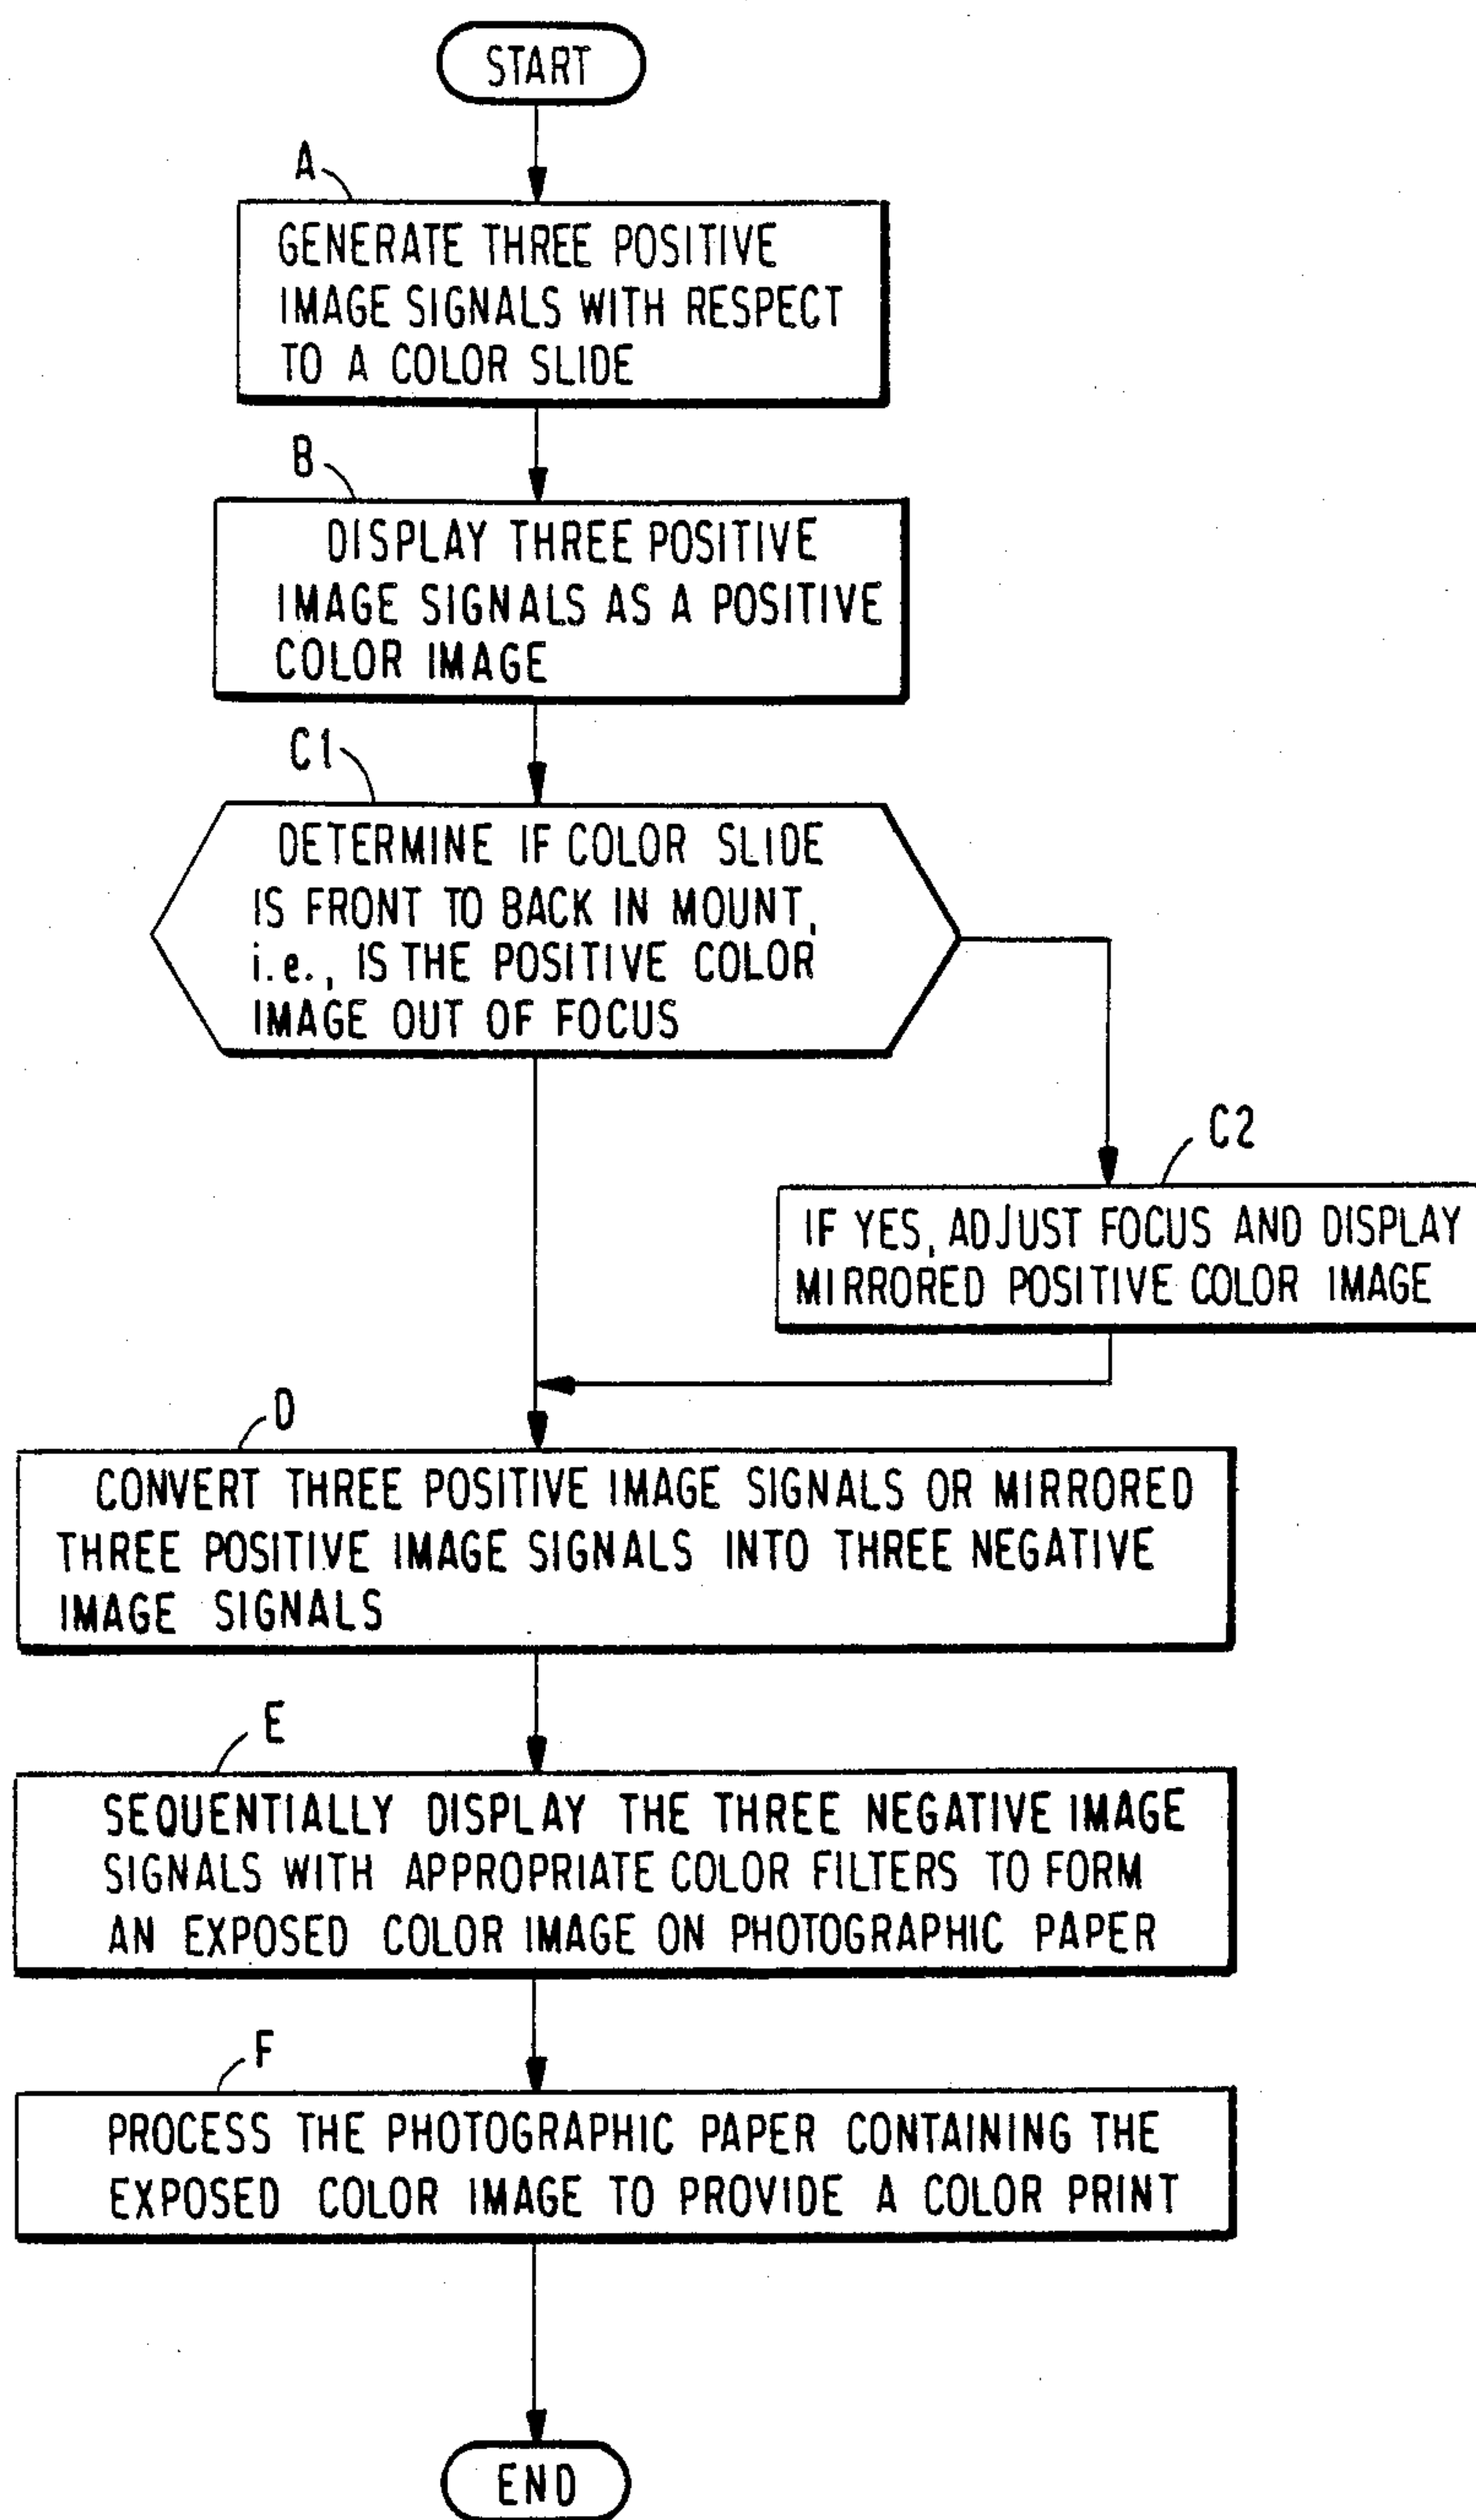 START
A
GENERATE THREE POSITIVE
IMAGE SIGNALS WITH RESPECT
TO A COLOR SLIDE
B
DISPLAY THREE POSITIVE
IMAGE SIGNALS AS A POSITIVE
COLOR IMAGE
C1
DETERMINE IF COLOR SLIDE
IS FRONT TO BACK IN MOUNT,
i.e., IS THE POSITIVE COLOR
IMAGE OUT OF FOCUS
C2
IF YES, ADJUST FOCUS AND DISPLAY
MIRRORED POSITIVE COLOR IMAGE
D
CONVERT THREE POSITIVE IMAGE SIGNALS OR MIRRORED
THREE POSITIVE IMAGE SIGNALS INTO THREE NEGATIVE
IMAGE SIGNALS
E
SEQUENTIALLY DISPLAY THE THREE NEGATIVE IMAGE
SIGNALS WITH APPROPRIATE COLOR FILTERS TO FORM
AN EXPOSED COLOR IMAGE ON PHOTOGRAPHIC PAPER
F
PROCESS THE PHOTOGRAPHIC PAPER CONTAINING THE
EXPOSED COLOR IMAGE TO PROVIDE A COLOR PRINT
END